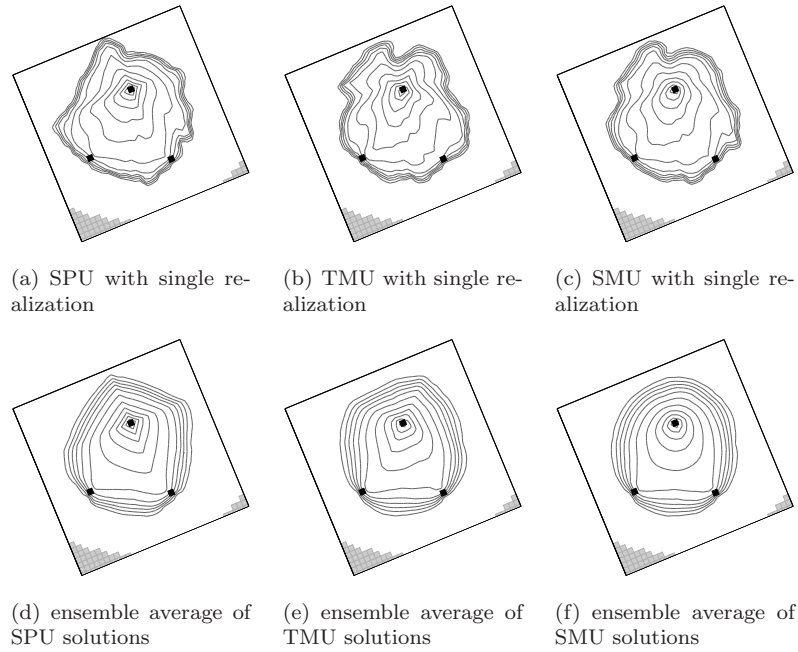 (a) SPU with single re-
alization
(b) TMU with single re-
alization
(c) SMU with single re-
alization
(d) ensemble average of
SPU solutions
(e) ensemble average of
TMU solutions
(f) ensemble average of
SMU solutions